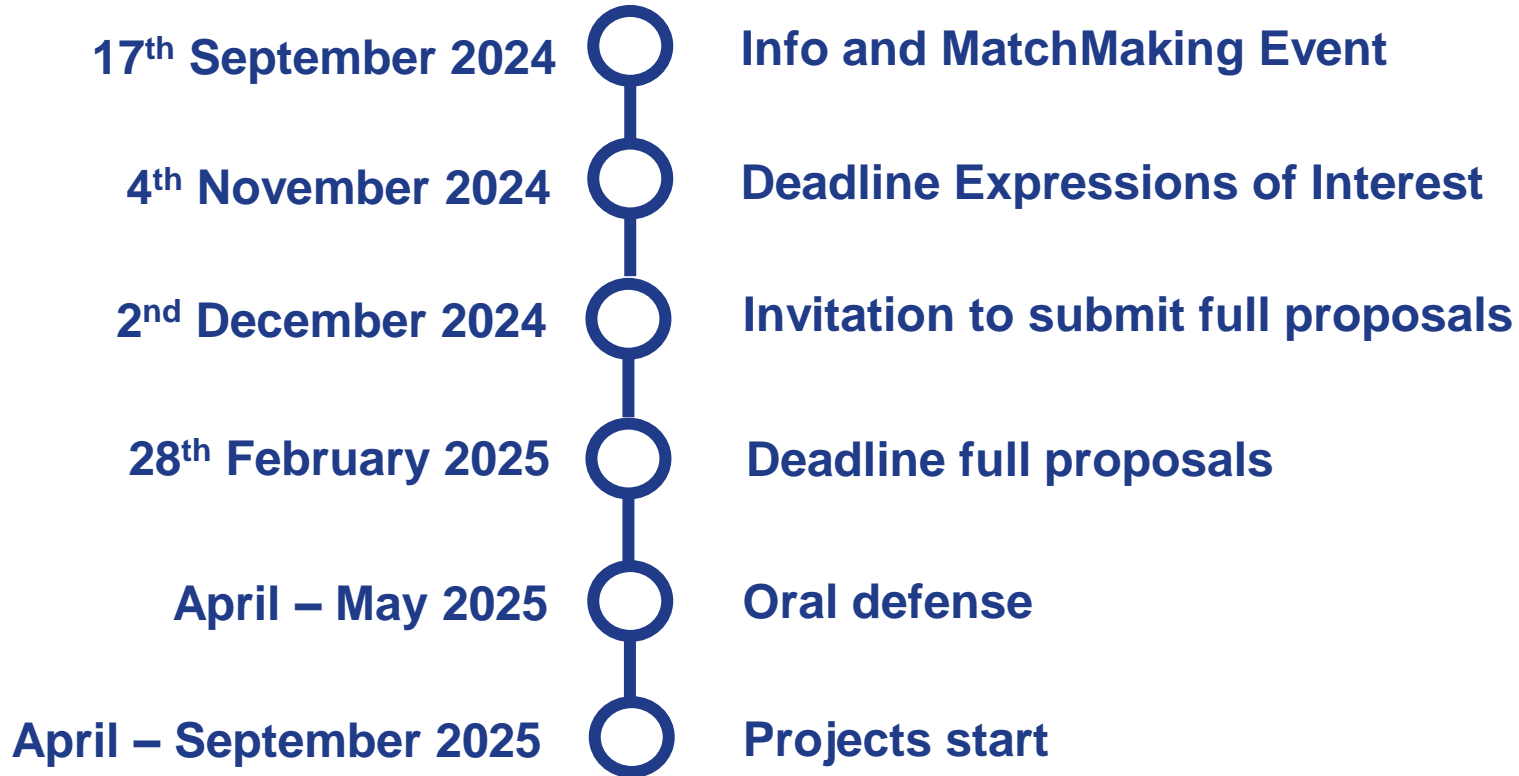 17th September 2024 Info and MatchMaking Event
4th November 2024 Deadline Expressions of Interest
2nd December 2024 Invitation to submit full proposals
28th February 2025 Deadline full proposals
April – May 2025 Oral defense
April – September 2025 Projects start